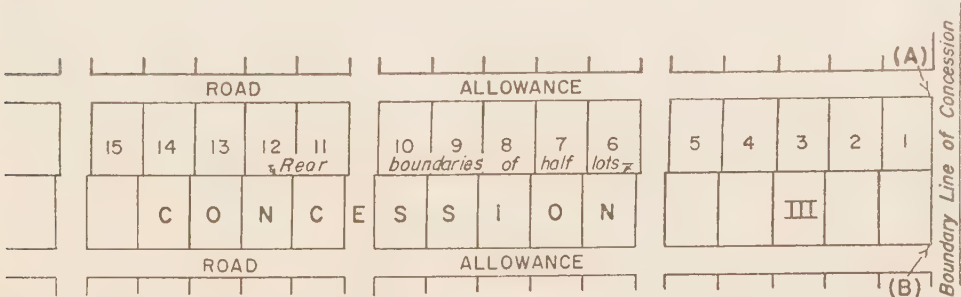 (A)
ROAD ALLOWANCE
15 14 13 12 11 10 9 8 7 6 5 4 3 2 1
Rear boundaries of half lots
CONCESSION III
ROAD ALLOWANCE
(B)
Boundary Line of Concession